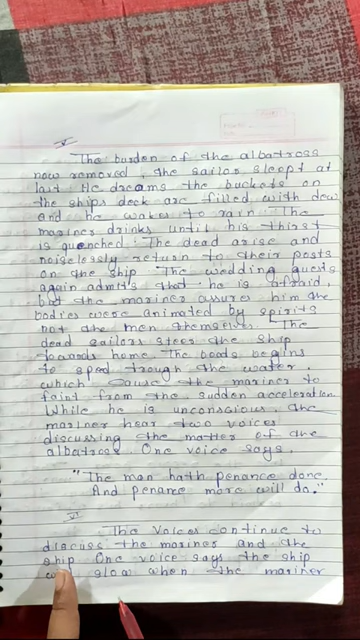 V
The burden of the albatross
now removed, the sailor sleept at
last He dreams the buckets on
the ships deck are filled with dew
And he wakes to rain The
mariner drinks until his thirst
is quenched. The dead arise and
noiselessly return to their posts
on the ship The wedding guests
again admits that he is afraid,
but the mariner assures him the
bodies were animated by spirits
not the men themselves. The
dead sailors steer the ship
towards home The boods begins
to speed trough the water.
which cause the mariner to
faint from the sudden acceleration
While he is unconscious, the
mariner hear two voices
discussing the matter of the
albatross One voice says,
"The man hath penance done,
And penance more will do."
VI
The voices continue to
discuss the mariner and the
ship One voice says the ship
slow when the mariner